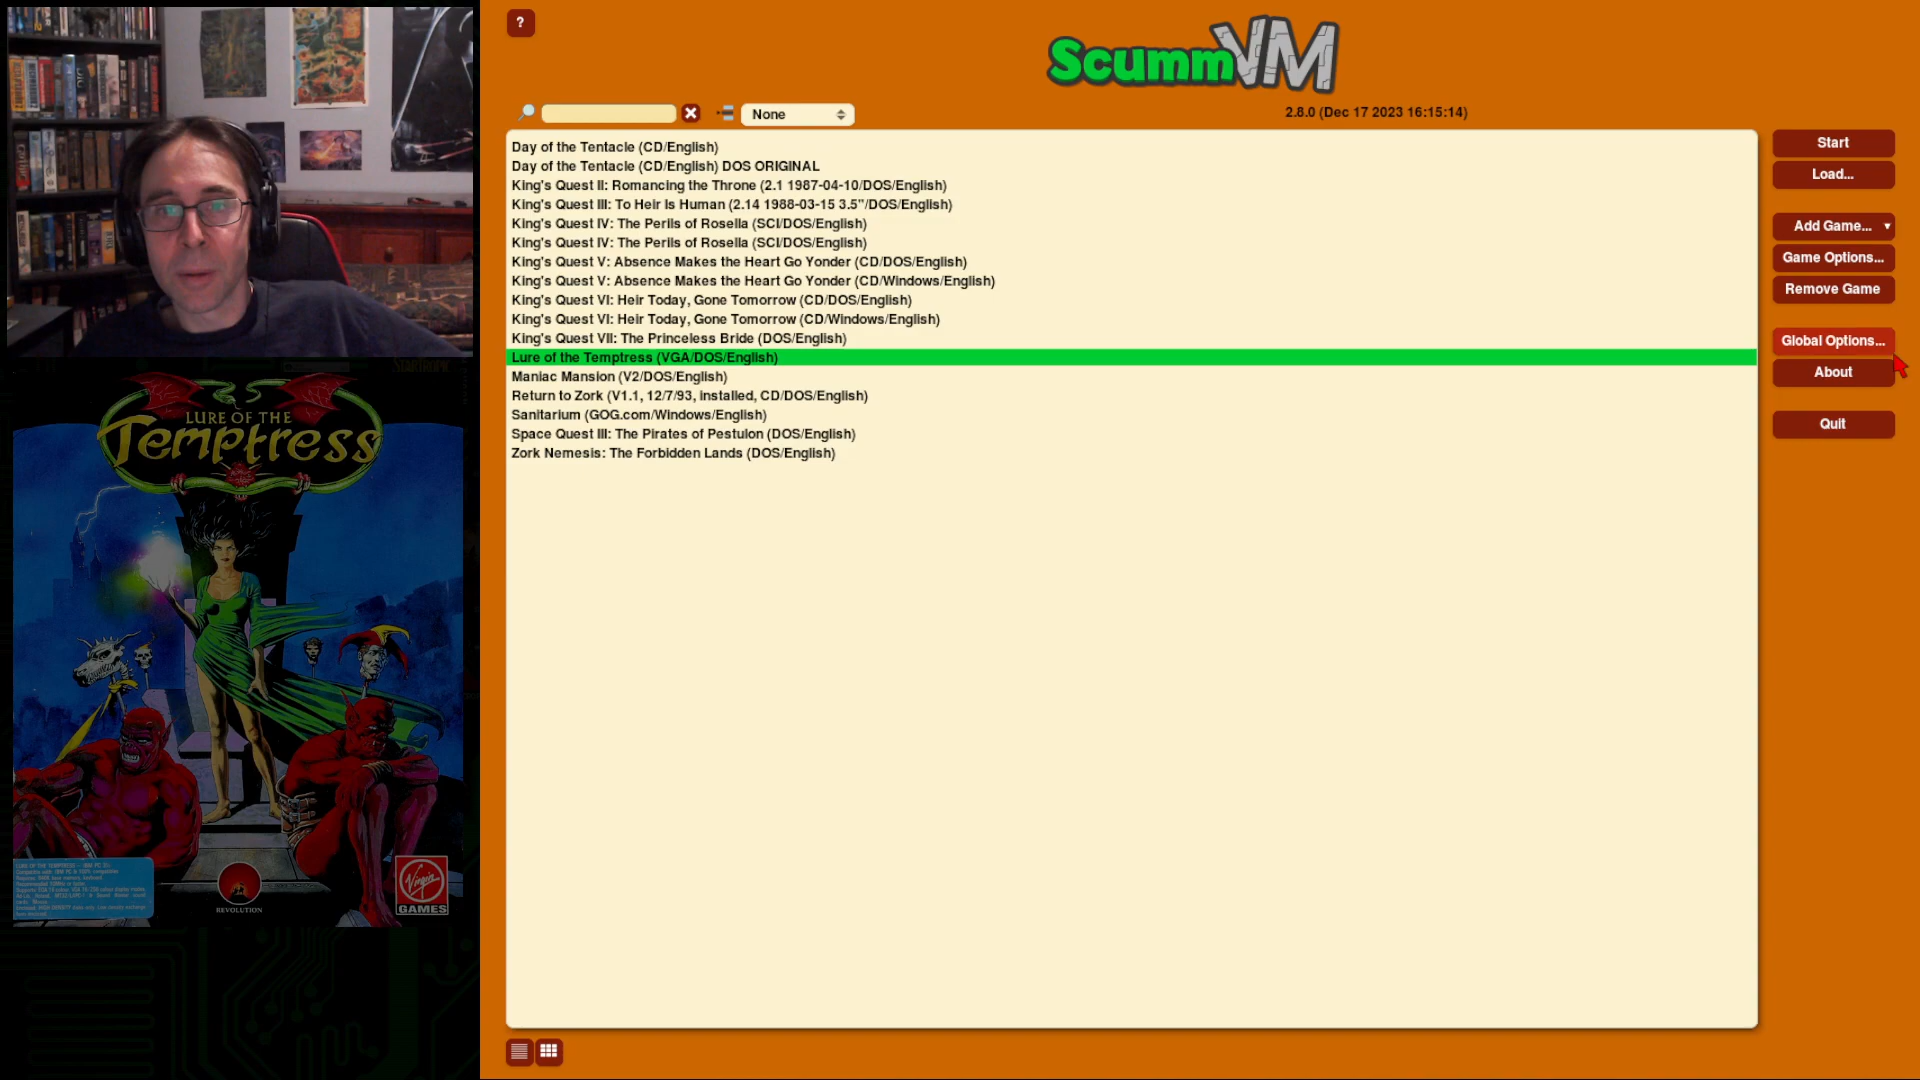 ?
ScummVM
None
2.8.0 (Dec 17 2023 16:15:14)
Day of the Tentacle (CD/English)
Day of the Tentacle (CD/English) DOS ORIGINAL
King's Quest II: Romancing the Throne (2.1 1987-04-10/DOS/English)
King's Quest III: To Heir Is Human (2.14 1988-03-15 3.5"/DOS/English)
King's Quest IV: The Perils of Rosella (SCI/DOS/English)
King's Quest IV: The Perils of Rosella (SCI/DOS/English)
King's Quest V: Absence Makes the Heart Go Yonder (CD/DOS/English)
King's Quest V: Absence Makes the Heart Go Yonder (CD/Windows/English)
King's Quest VI: Heir Today, Gone Tomorrow (CD/DOS/English)
King's Quest VI: Heir Today, Gone Tomorrow (CD/Windows/English)
King's Quest VII: The Princeless Bride (DOS/English)
Lure of the Temptress (VGA/DOS/English)
Maniac Mansion (V2/DOS/English)
Return to Zork (V1.1, 12/7/93, installed, CD/DOS/English)
Sanitarium (GOG.com/Windows/English)
Space Quest III: The Pirates of Pestulon (DOS/English)
Zork Nemesis: The Forbidden Lands (DOS/English)
Start
Load...
Add Game...
Game Options...
Remove Game
Global Options...
About
Quit
LURE OF THE
Temptress
REVOLUTION
Virgin
GAMES